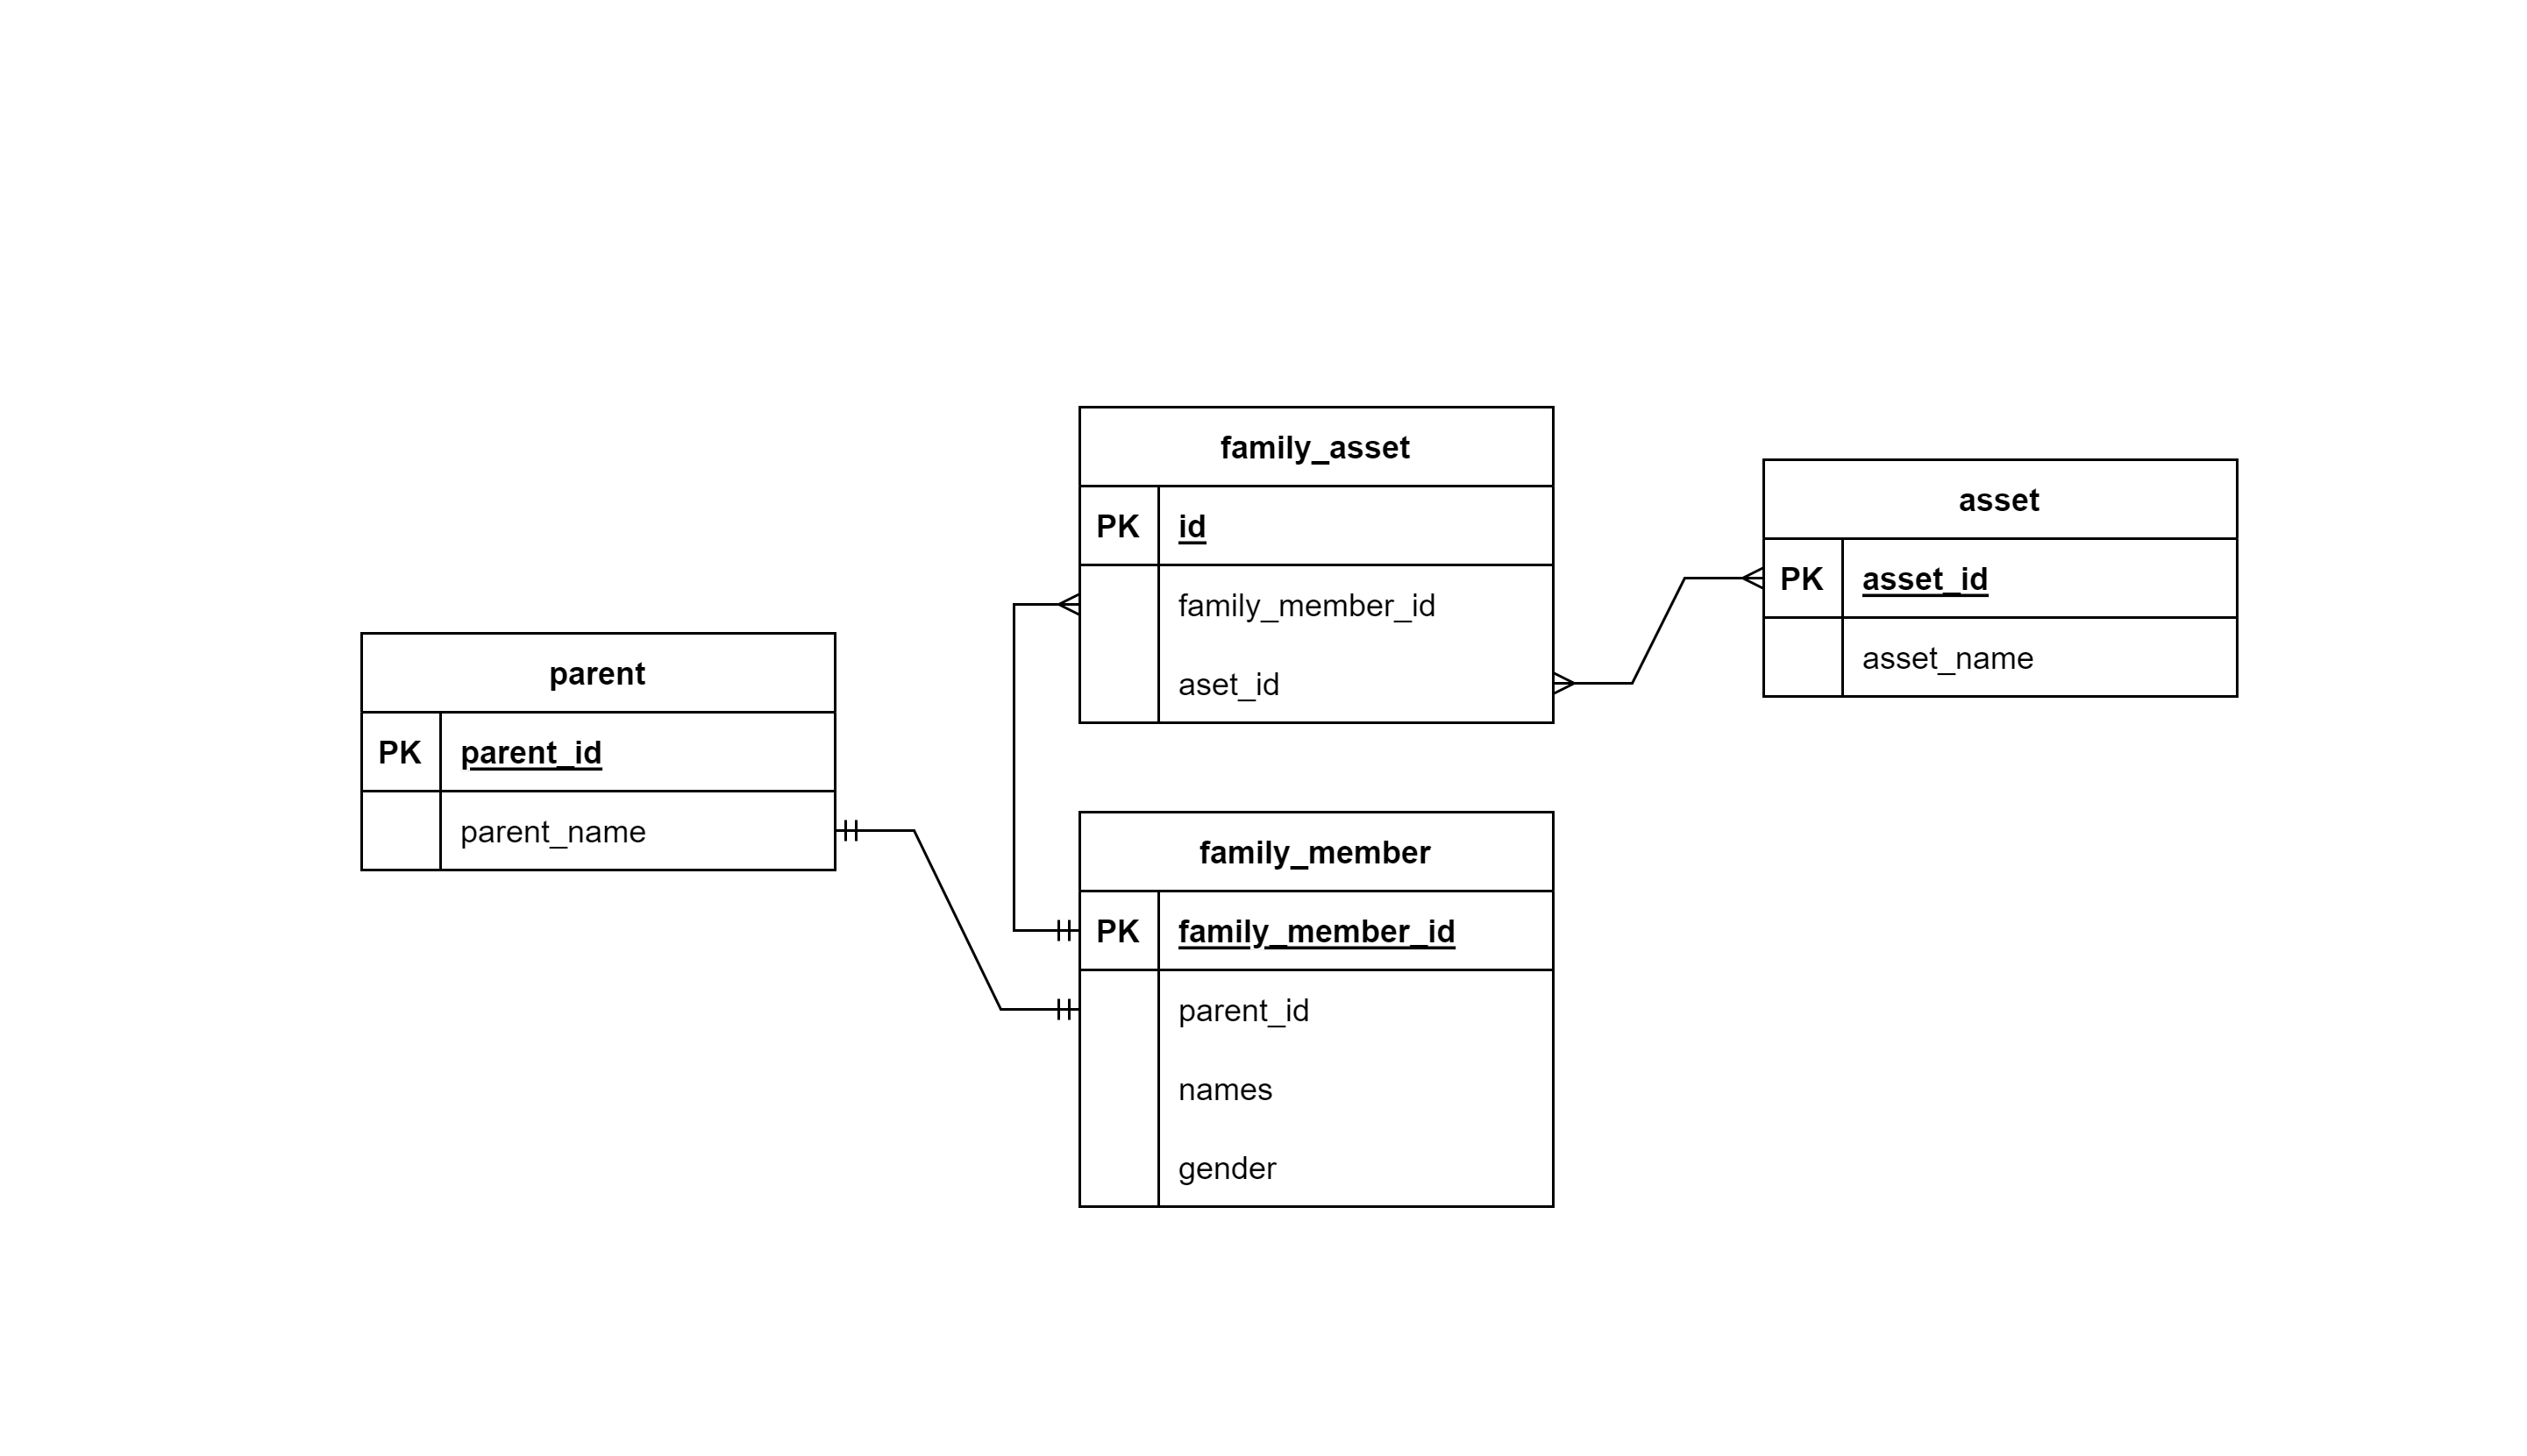 family_asset
PK id
family_member_id
aset_id
asset
PK asset_id
asset_name
parent
PK parent_id
parent_name
family_member
PK family_member_id
parent_id
names
gender